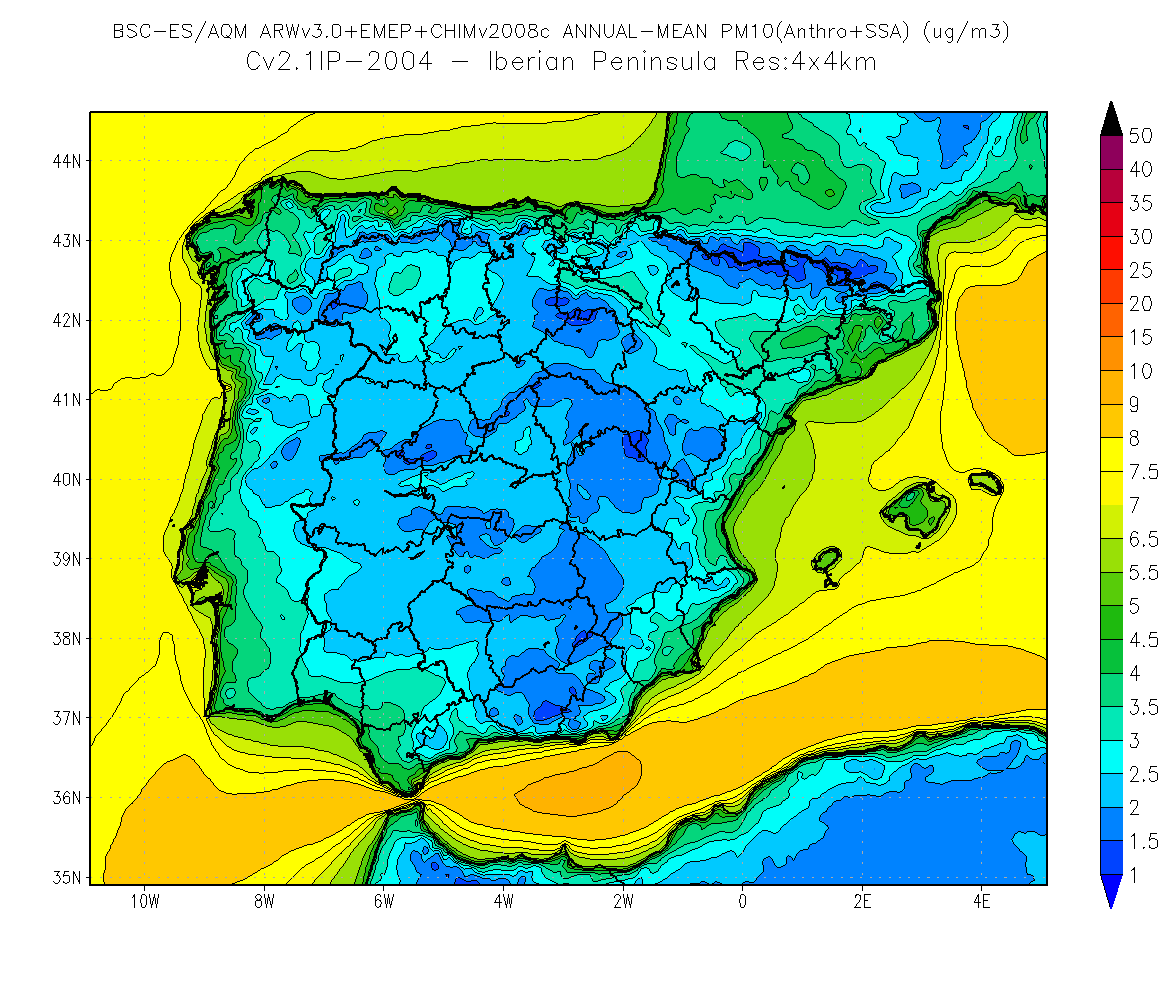 BSC-ES/AQM ARWv3.0+EMEP+CHIMv2008c ANNUAL-MEAN PM10(Anthro+SSA) (ug/m3)
Cv2.1IP-2004 - Iberian Peninsula Res:4x4km
44N
43N
42N
41N
40N
39N
38N
37N
36N
35N
10W 8W 6W 4W 2W 0 2E 4E
50
40
35
30
25
20
15
10
9
8
7.5
7
6.5
5.5
5
4.5
4
3.5
3
2.5
2
1.5
1